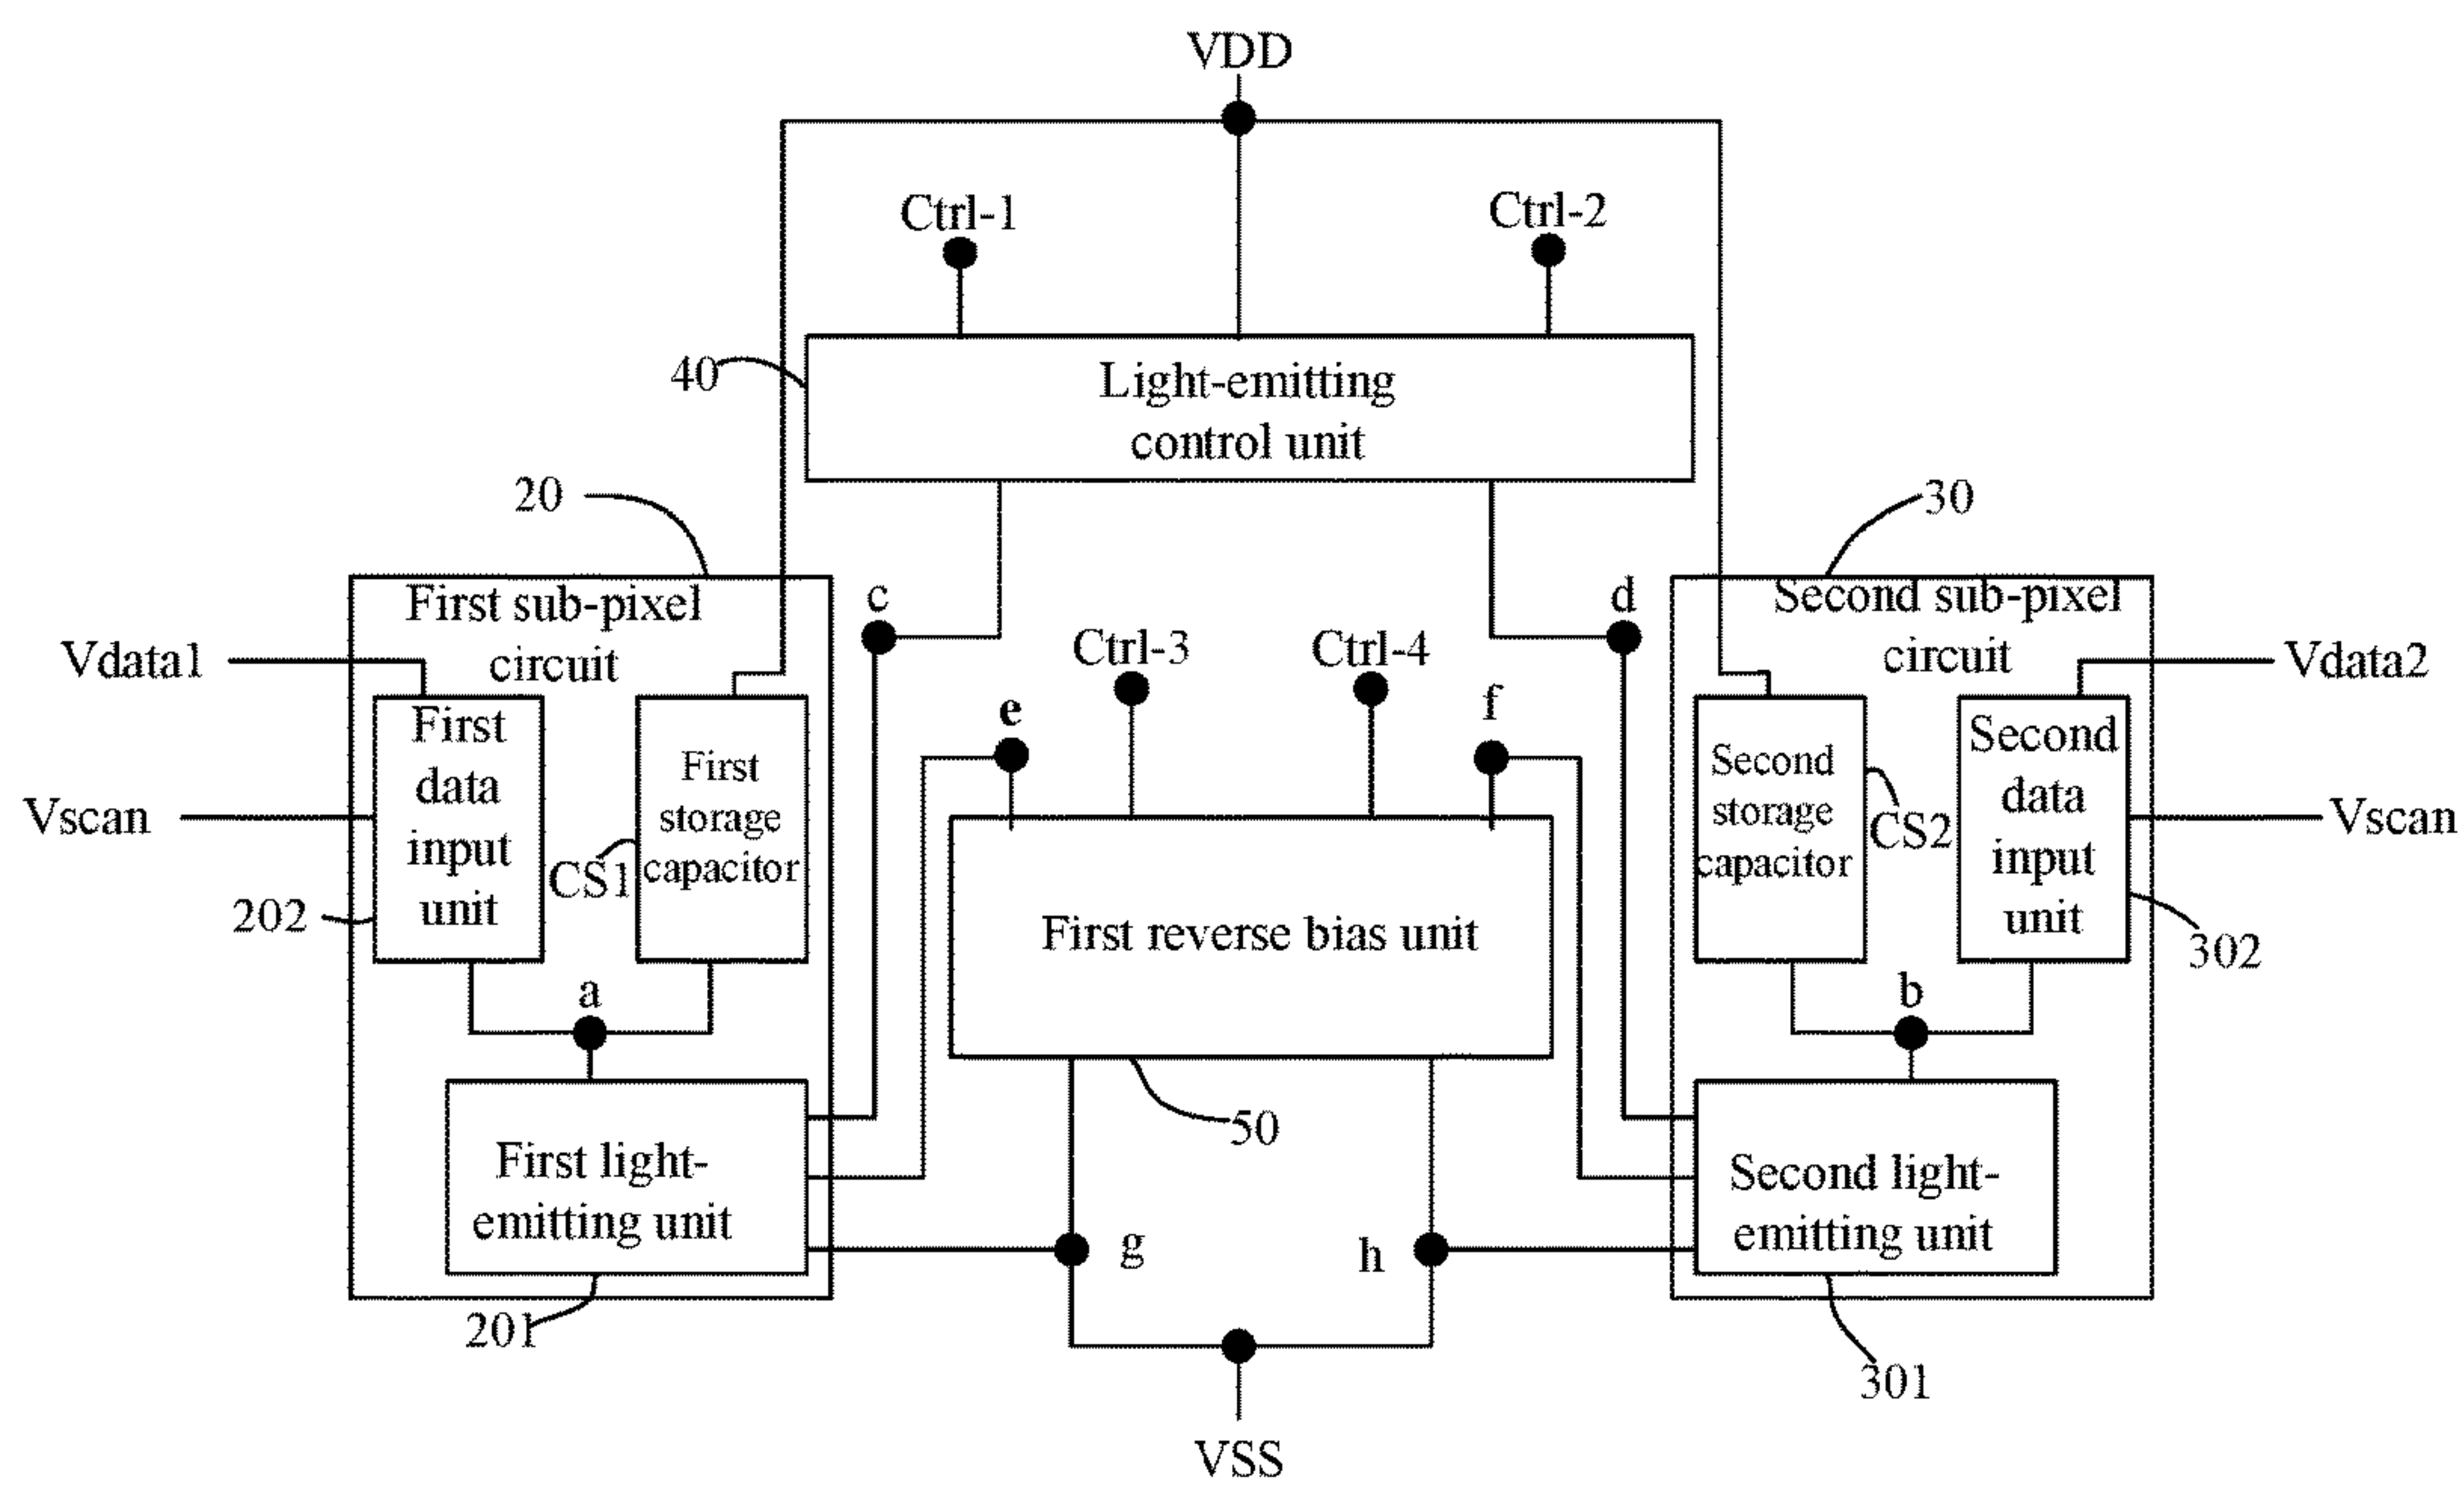 VDD
Ctrl-1
Ctrl-2
40
Light-emitting
control unit
20
30
First sub-pixel
circuit
c
d
Second sub-pixel
circuit
Vdata1
Ctrl-3
Ctrl-4
Vdata2
e
f
First
data
input
unit
First
storage
capacitor
Second
storage
capacitor
Second
data
input
unit
Vscan
CS1
CS2
Vscan
202
First reverse bias unit
302
a
b
50
First light-
emitting unit
g
h
Second light-
emitting unit
201
301
VSS